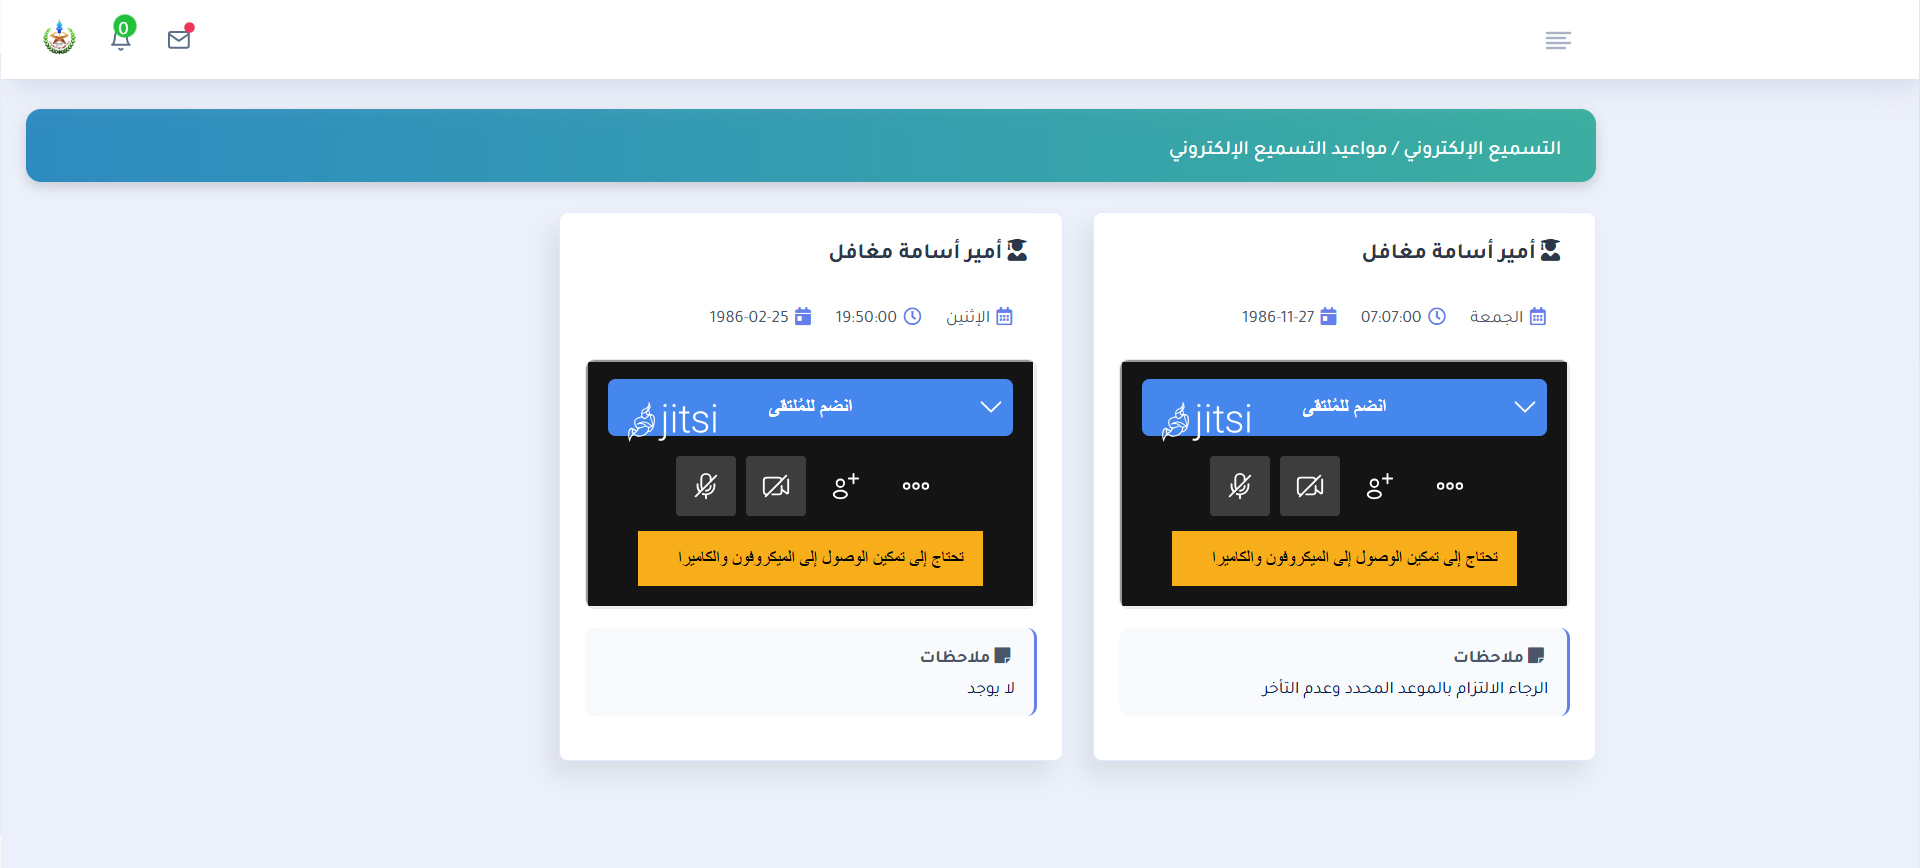 0
التسميع الإلكتروني / مواعيد التسميع الإلكتروني
أمير أسامة مغافل
الجمعة 07:07:00 1986-11-27
jitsi
انضم للمُلتقى
تحتاج إلى تمكين الوصول إلى الميكروفون والكاميرا
ملاحظات
الرجاء الالتزام بالموعد المحدد وعدم التأخر
أمير أسامة مغافل
الإثنين 19:50:00 1986-02-25
jitsi
انضم للمُلتقى
تحتاج إلى تمكين الوصول إلى الميكروفون والكاميرا
ملاحظات
لا يوجد